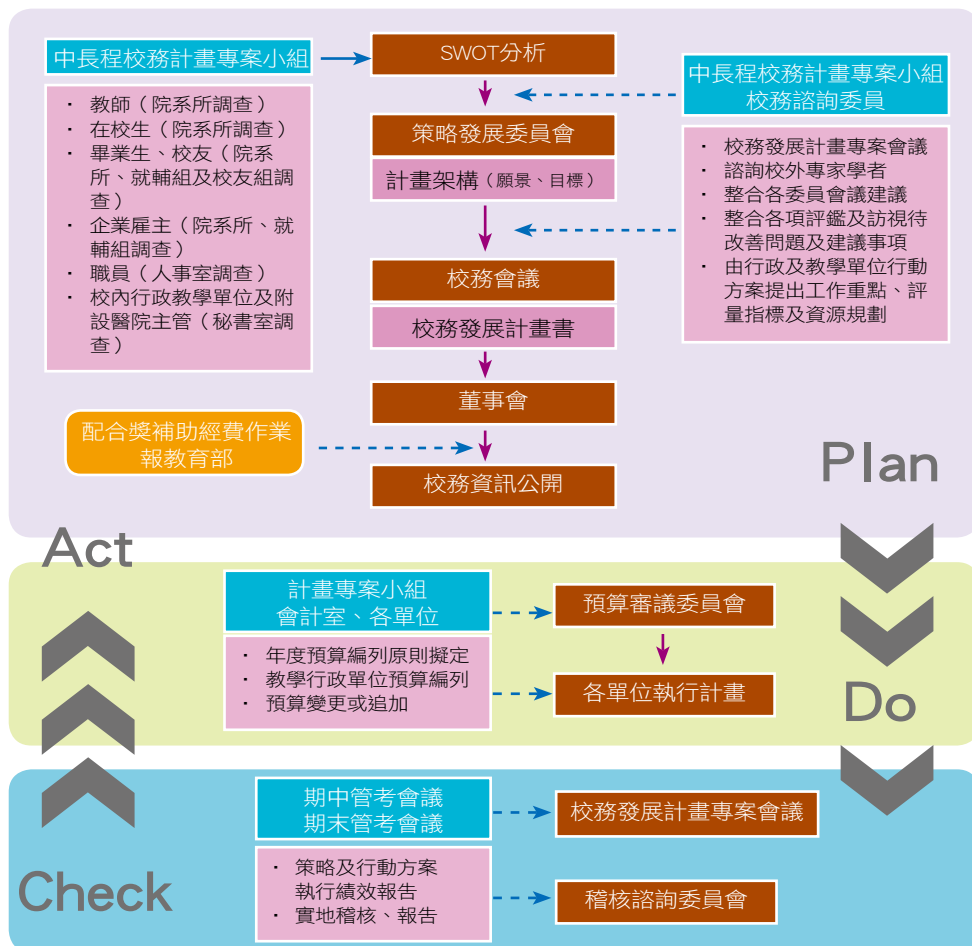 中長程校務計畫專案小組
· 教師（院系所調查）
· 在校生（院系所調查）
· 畢業生、校友（院系
所、就輔組及校友組調
查）
· 企業雇主（院系所、就
輔組調查）
· 職員（人事室調查）
· 校內行政教學單位及附
設醫院主管（秘書室調
查）
SWOT分析
策略發展委員會
計畫架構（願景、目標）
校務會議
校務發展計畫書
董事會
校務資訊公開
中長程校務計畫專案小組
校務諮詢委員
· 校務發展計畫專案會議
· 諮詢校外專家學者
· 整合各委員會議建議
· 整合各項評鑑及訪視待
改善問題及建議事項
· 由行政及教學單位行動
方案提出工作重點、評
量指標及資源規劃
配合獎補助經費作業
報教育部
Plan
Act
計畫專案小組
會計室、各單位
· 年度預算編列原則擬定
· 教學行政單位預算編列
· 預算變更或追加
預算審議委員會
各單位執行計畫
Do
期中管考會議
期末管考會議
· 策略及行動方案
執行績效報告
· 實地稽核、報告
校務發展計畫專案會議
稽核諮詢委員會
Check